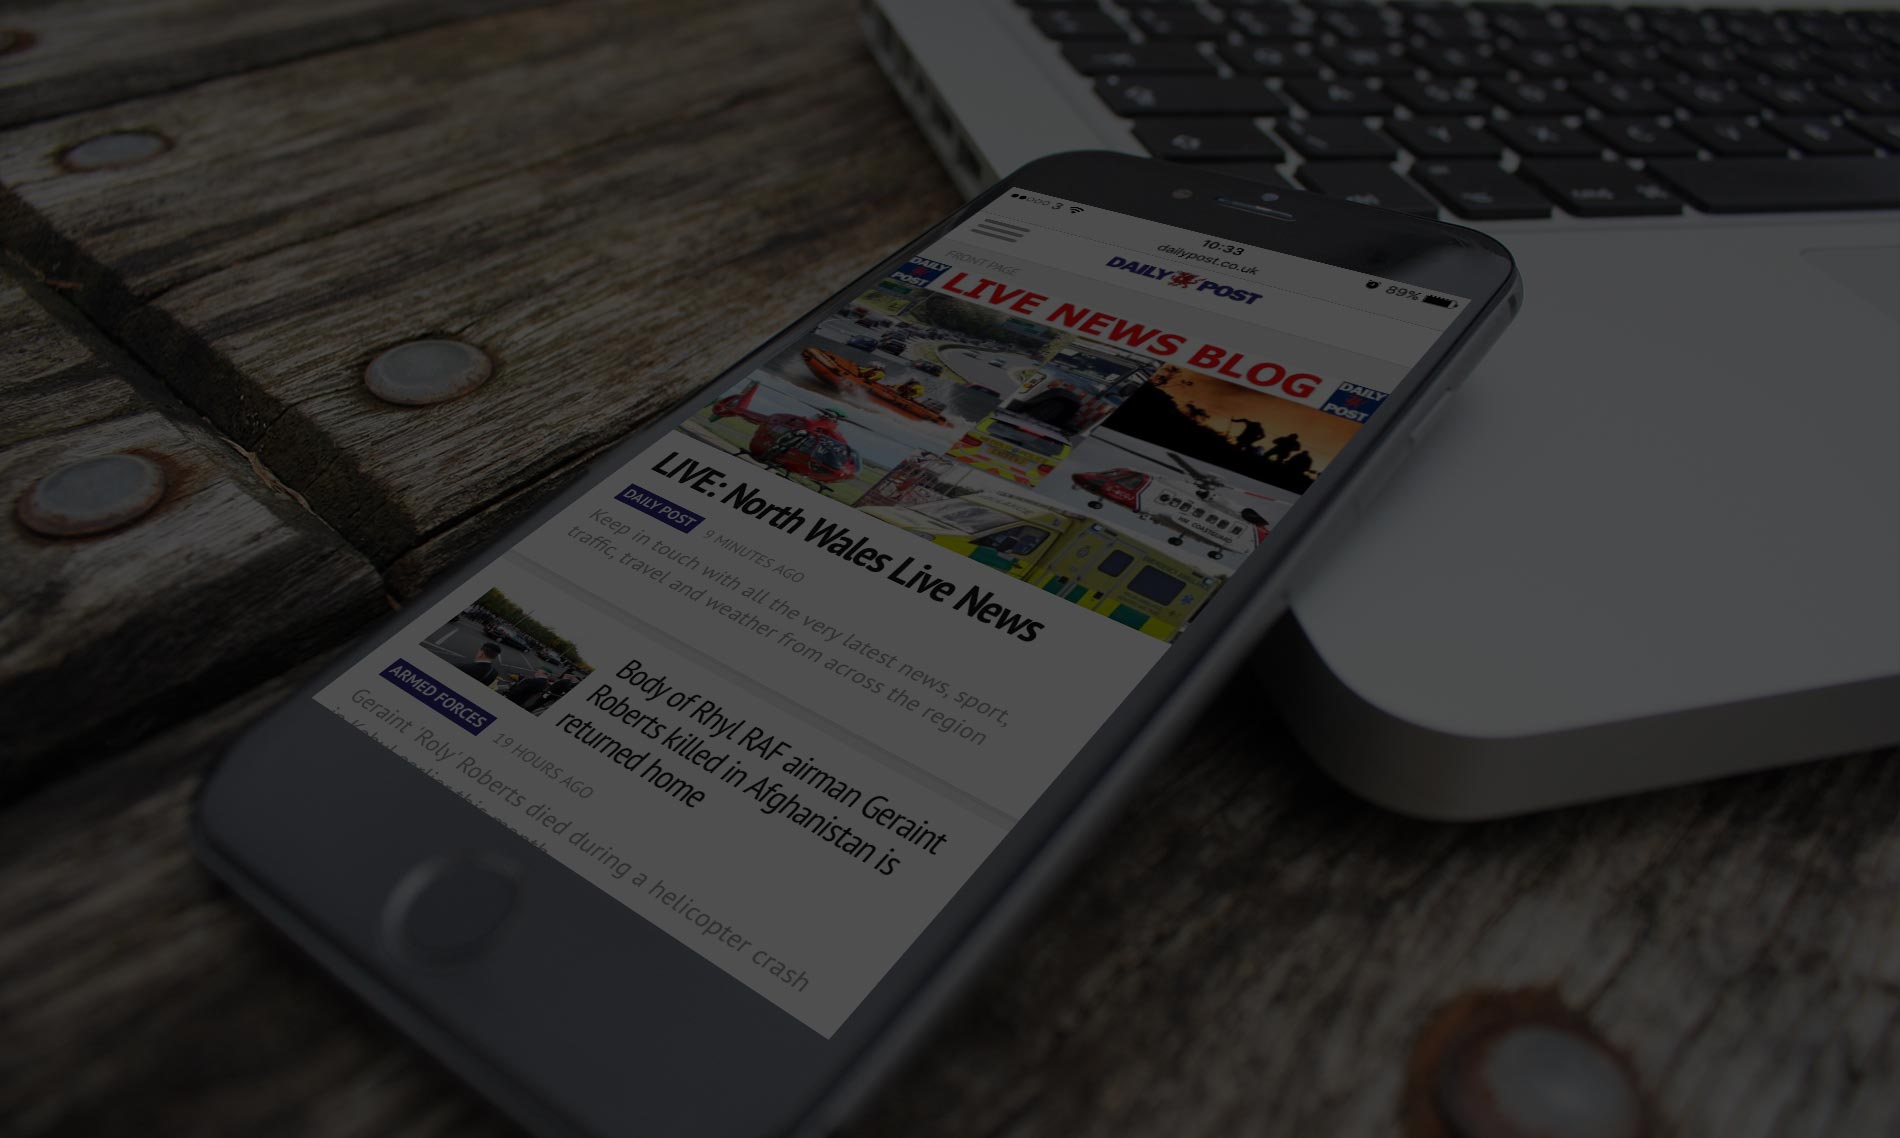 3
10:33
dailypost.co.uk
89%
DAILY POST
FRONT PAGE
DAILY POST
LIVE NEWS BLOG
DAILY POST
LIVE: North Wales Live News
DAILY POST 9 MINUTES AGO
Keep in touch with all the very latest news, sport,
traffic, travel and weather from across the region
Body of Rhyl RAF airman Geraint
Roberts killed in Afghanistan is
returned home
ARMED FORCES 19 HOURS AGO
Geraint 'Roly' Roberts died during a helicopter crash